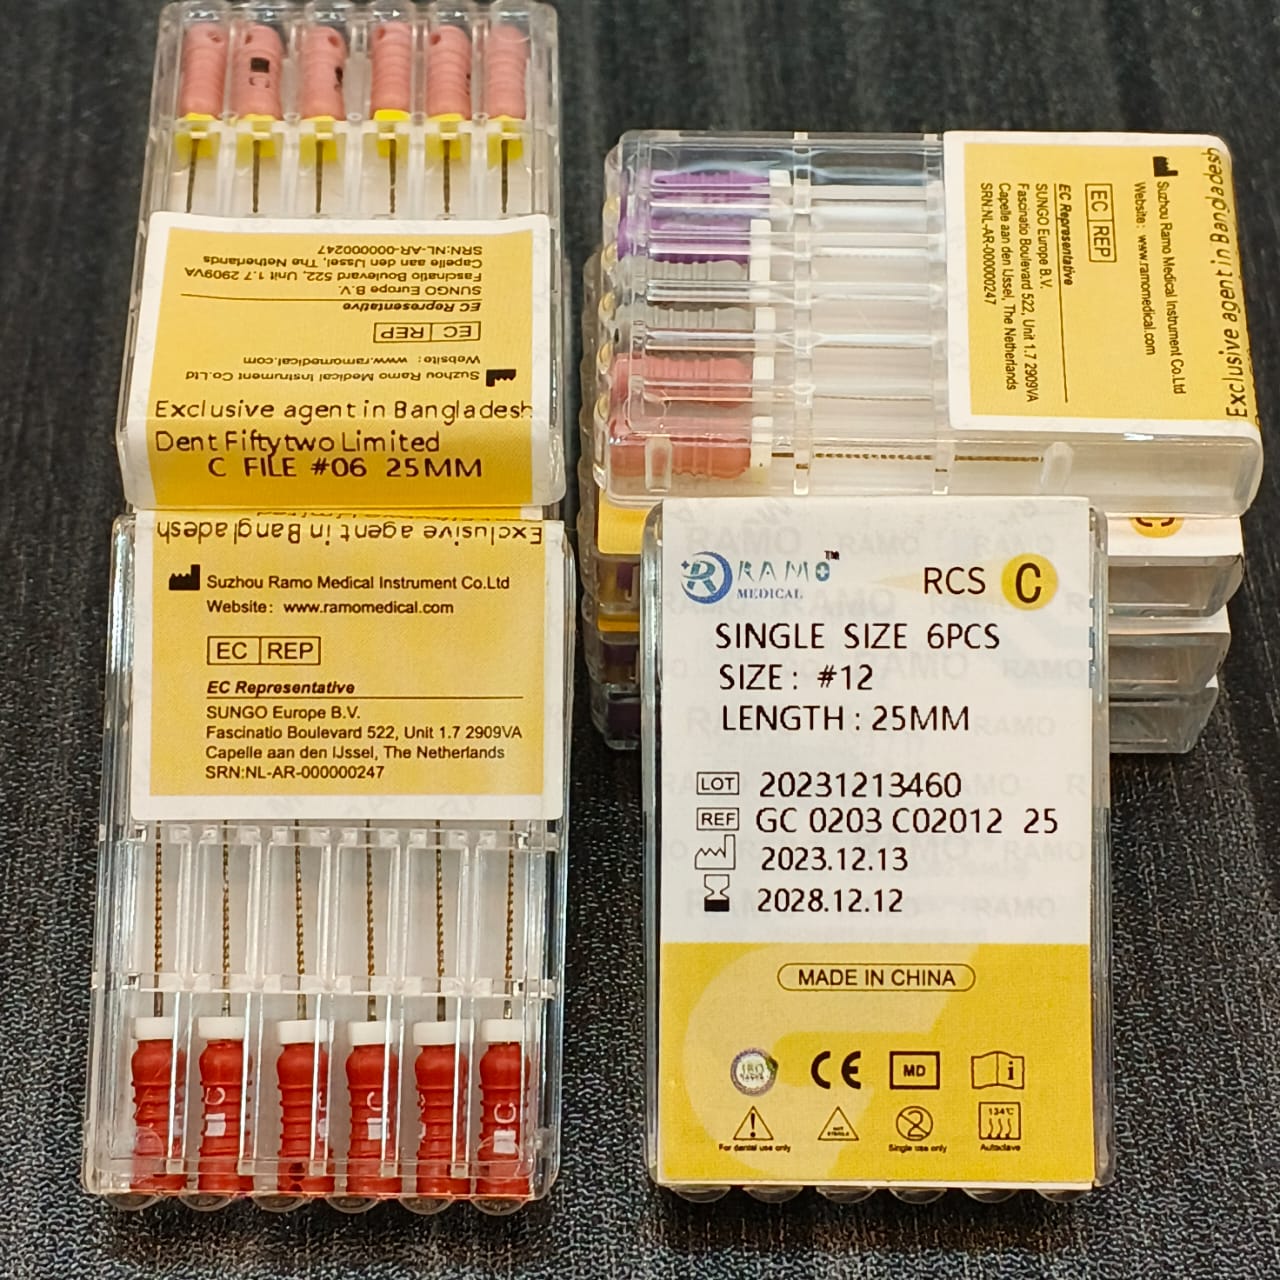 C
SRN:NL-AR-000000247
Capelle aan den IJssel, The Netherlands
Fascinatio Boulevard 522, Unit 1.7 2909VA
SUNGO Europe B.V.
EC Representative
EC REP
Website: www.ramomedical.com
Suzhou Ramo Medical Instrument Co.Ltd
Exclusive agent in Bangladesh
Dent Fiftytwo Limited
C FILE #06 25MM
Exclusive agent in Bangladesh
Suzhou Ramo Medical Instrument Co.Ltd
Website: www.ramomedical.com
EC REP
EC Representative
SUNGO Europe B.V.
Fascinatio Boulevard 522, Unit 1.7 2909VA
Capelle aan den IJssel, The Netherlands
SRN:NL-AR-000000247
C
C
C
Exclusive agent in Bangladesh
Suzhou Ramo Medical Instrument Co.Ltd
Website: www.ramomedical.com
EC REP
EC Representative
SUNGO Europe B.V.
Fascinatio Boulevard 522, Unit 1.7 2909VA
Capelle aan den IJssel, The Netherlands
SRN:NL-AR-000000247
C
RAMO™
MEDICAL
RCS C
SINGLE SIZE 6PCS
SIZE: #12
LENGTH: 25MM
LOT 20231213460
REF GC 0203 C02012 25
2023.12.13
2028.12.12
MADE IN CHINA
CE MD i
134℃
For dental use only
Single use only
Autoclave